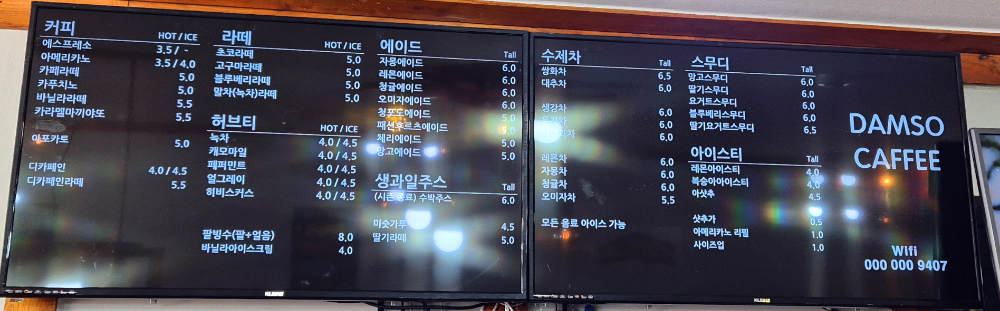 커피 HOT / ICE
에스프레소 3.5 / -
아메리카노 3.5 / 4.0
카페라떼 5.0
카푸치노 5.0
바닐라라떼 5.5
카라멜마끼야또 5.5
아포카토 5.0
디카페인 4.0 / 4.5
디카페인라떼 5.5
라떼 HOT / ICE
초코라떼 5.0
고구마라떼 5.0
블루베리라떼 5.0
말차(녹차)라떼 5.0
허브티 HOT / ICE
녹차 4.0 / 4.5
캐모마일 4.0 / 4.5
페퍼민트 4.0 / 4.5
얼그레이 4.0 / 4.5
히비스커스 4.0 / 4.5
팥빙수(팥+얼음) 8.0
바닐라아이스크림 4.0
에이드 Tall
자몽에이드 6.0
레몬에이드 6.0
청귤에이드 6.0
오미자에이드 6.0
청포도에이드 5.0
패션후르츠에이드 5.0
체리에이드 5.0
망고에이드 5.0
생과일주스 Tall
(시즌음료) 수박주스 6.0
미숫가루 4.5
딸기라떼 5.0
수제차 Tall
쌍화차 6.5
대추차 6.0
생강차 6.0
6.0
6.0
레몬차 6.0
자몽차 6.0
청귤차 6.0
오미자차 5.5
모든 음료 아이스 가능
스무디 Tall
망고스무디 6.0
딸기스무디 6.0
요거트스무디 6.0
블루베리스무디 6.0
딸기요거트스무디 6.5
아이스티 Tall
레몬아이스티 4.0
복숭아아이스티 4.0
아샷추 4.5
샷추가 0.5
아메리카노 리필 1.0
사이즈업 1.0
DAMSO
CAFFEE
Wifi
000 000 9407